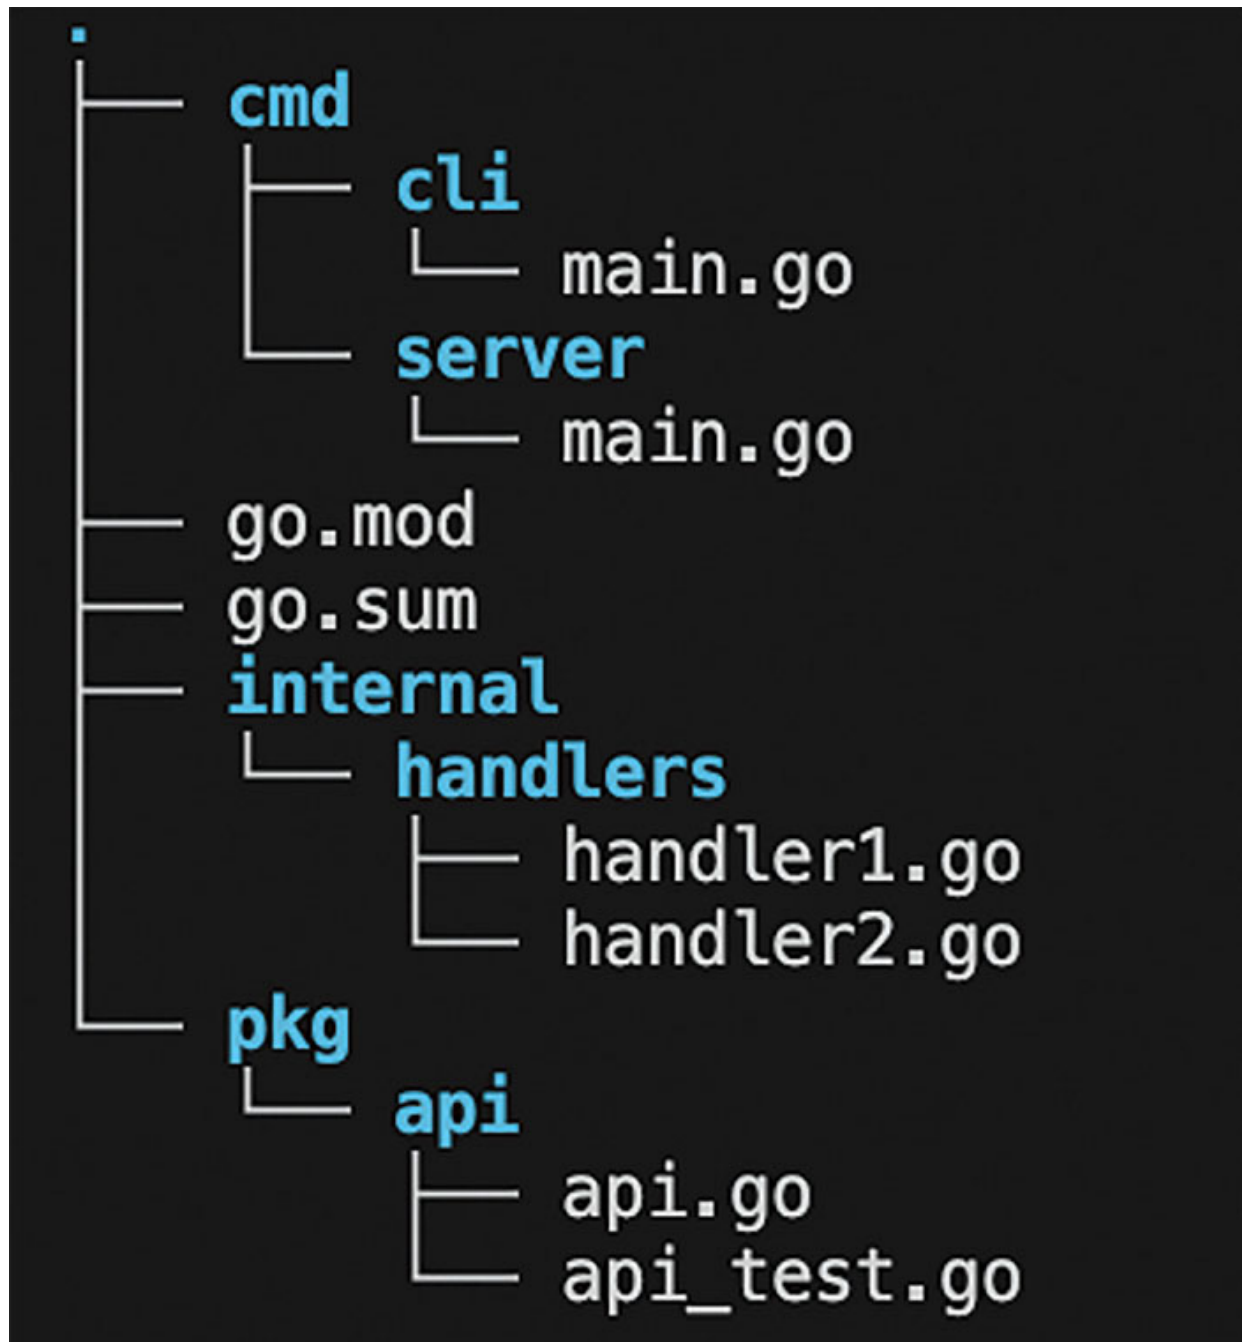 .
cmd
cli
main.go
server
main.go
go.mod
go.sum
internal
handlers
handler1.go
handler2.go
pkg
api
api.go
api_test.go